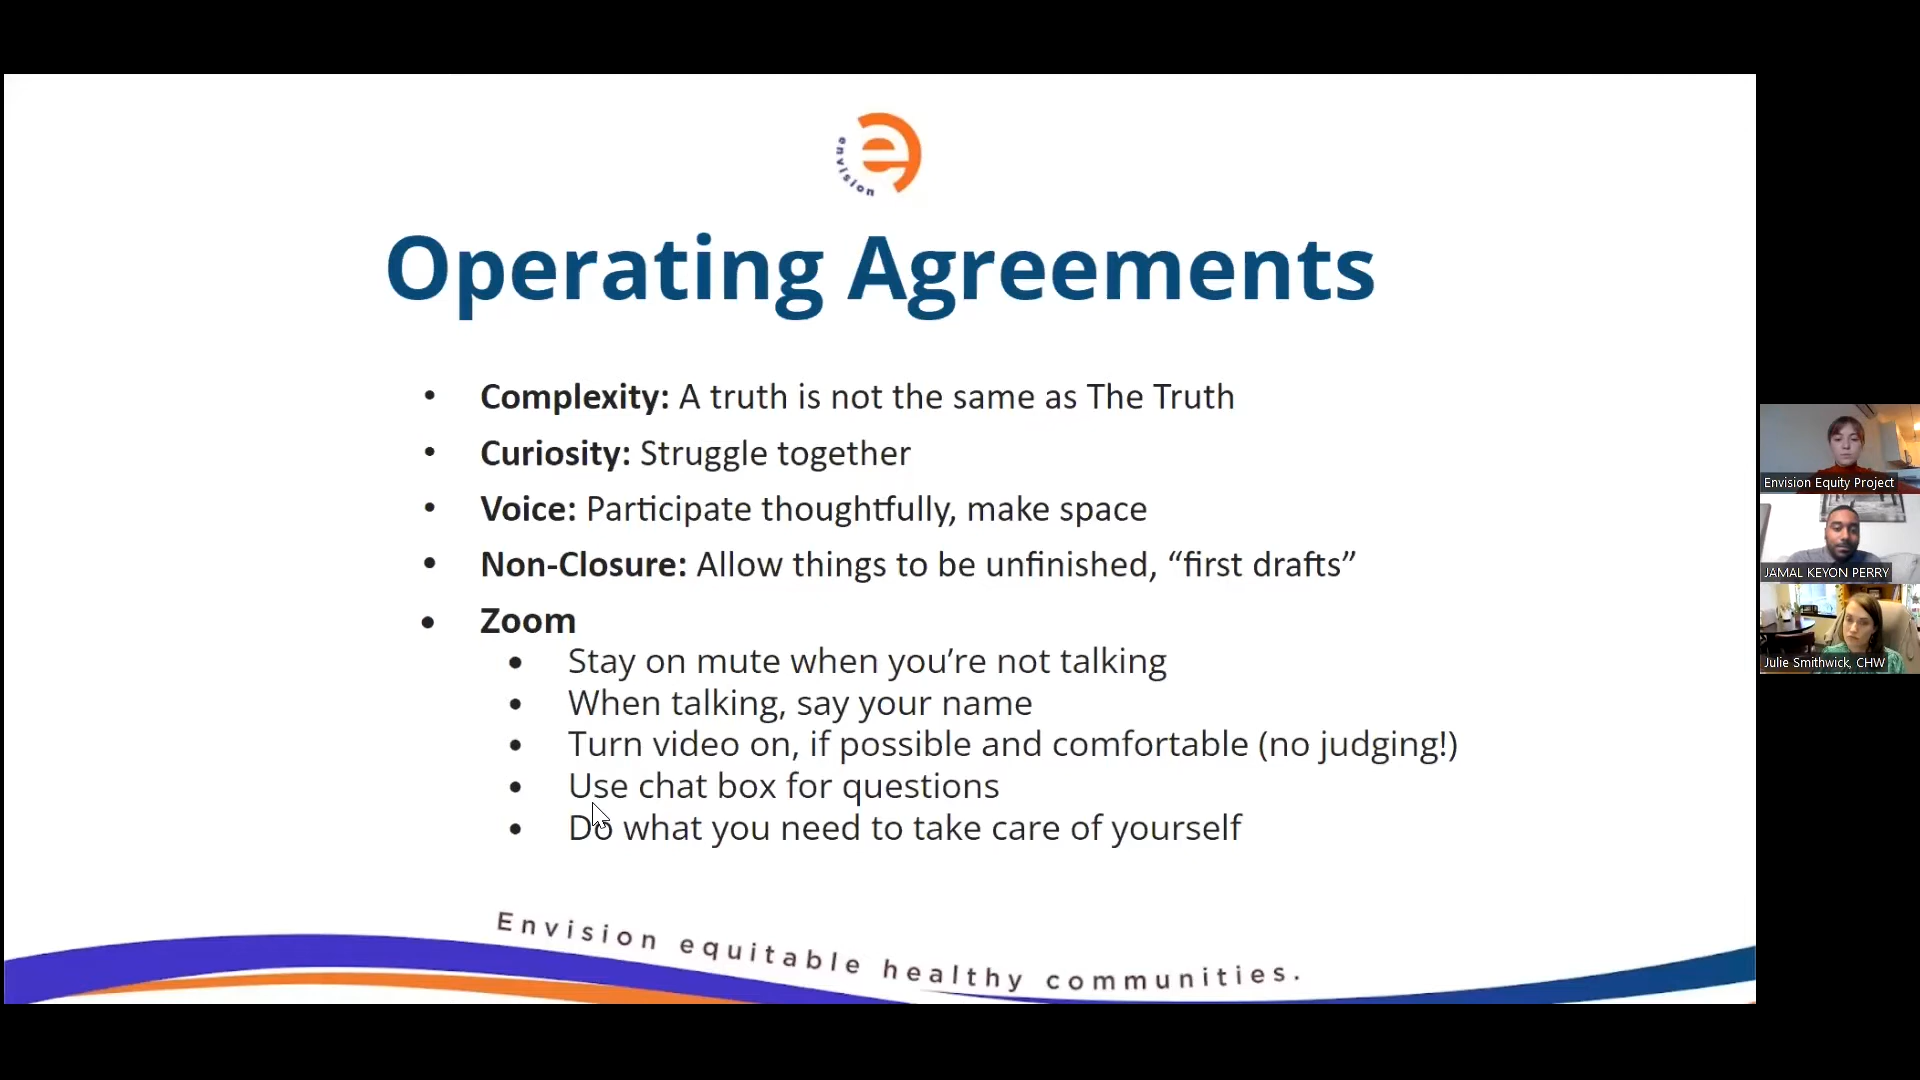 envision
Operating Agreements
• Complexity: A truth is not the same as The Truth
• Curiosity: Struggle together
• Voice: Participate thoughtfully, make space
• Non-Closure: Allow things to be unfinished, “first drafts”
• Zoom
• Stay on mute when you’re not talking
• When talking, say your name
• Turn video on, if possible and comfortable (no judging!)
• Use chat box for questions
• Do what you need to take care of yourself
Envision equitable healthy communities.
Envision Equity Project
JAMAL KEYON PERRY
Julie Smithwick, CHW